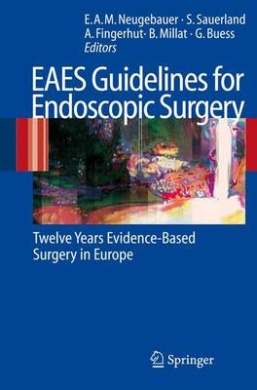 E.A.M. Neugebauer · S. Sauerland
A. Fingerhut · B. Millat · G. Buess
Editors
EAES Guidelines for
Endoscopic Surgery
Twelve Years Evidence-Based
Surgery in Europe
Springer